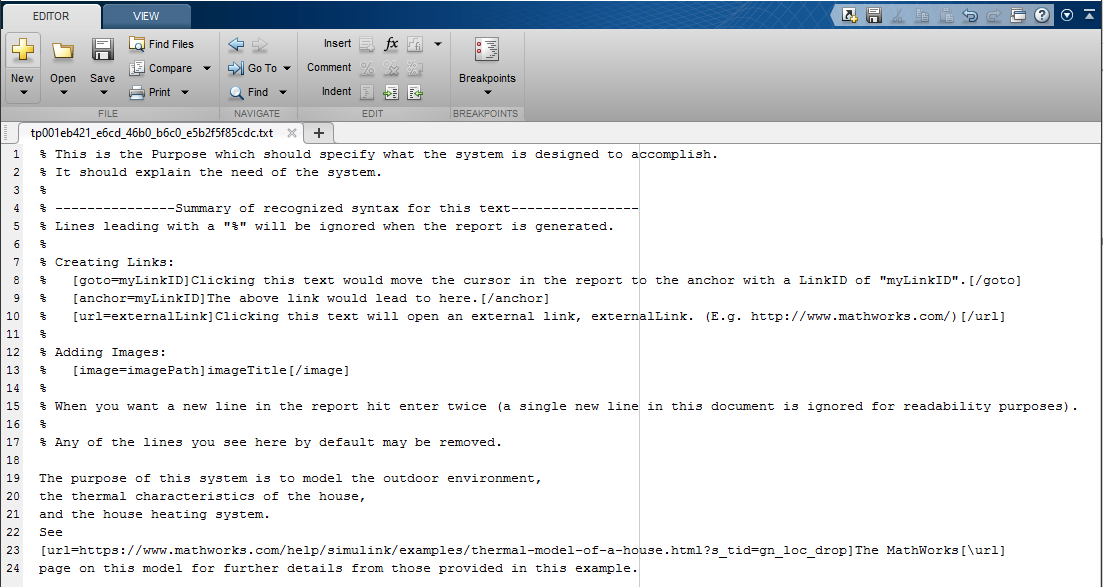 EDITOR VIEW
New Open Save Find Files Compare Print
Go To Find
Insert fx
Comment
Indent
Breakpoints
FILE NAVIGATE EDIT BREAKPOINTS
tp001eb421_e6cd_46b0_b6c0_e5b2f5f85cdc.txt
1 % This is the Purpose which should specify what the system is designed to accomplish.
2 % It should explain the need of the system.
3 %
4 % ---------------Summary of recognized syntax for this text----------------
5 % Lines leading with a "%" will be ignored when the report is generated.
6 %
7 % Creating Links:
8 %   [goto=myLinkID]Clicking this text would move the cursor in the report to the anchor with a LinkID of "myLinkID".[/goto]
9 %   [anchor=myLinkID]The above link would lead to here.[/anchor]
10 %   [url=externalLink]Clicking this text will open an external link, externalLink. (E.g. http://www.mathworks.com/)[/url]
11 %
12 % Adding Images:
13 %   [image=imagePath]imageTitle[/image]
14 %
15 % When you want a new line in the report hit enter twice (a single new line in this document is ignored for readability purposes).
16 %
17 % Any of the lines you see here by default may be removed.
18
19 The purpose of this system is to model the outdoor environment,
20 the thermal characteristics of the house,
21 and the house heating system.
22 See
23 [url=https://www.mathworks.com/help/simulink/examples/thermal-model-of-a-house.html?s_tid=gn_loc_drop]The MathWorks[\url]
24 page on this model for further details from those provided in this example.